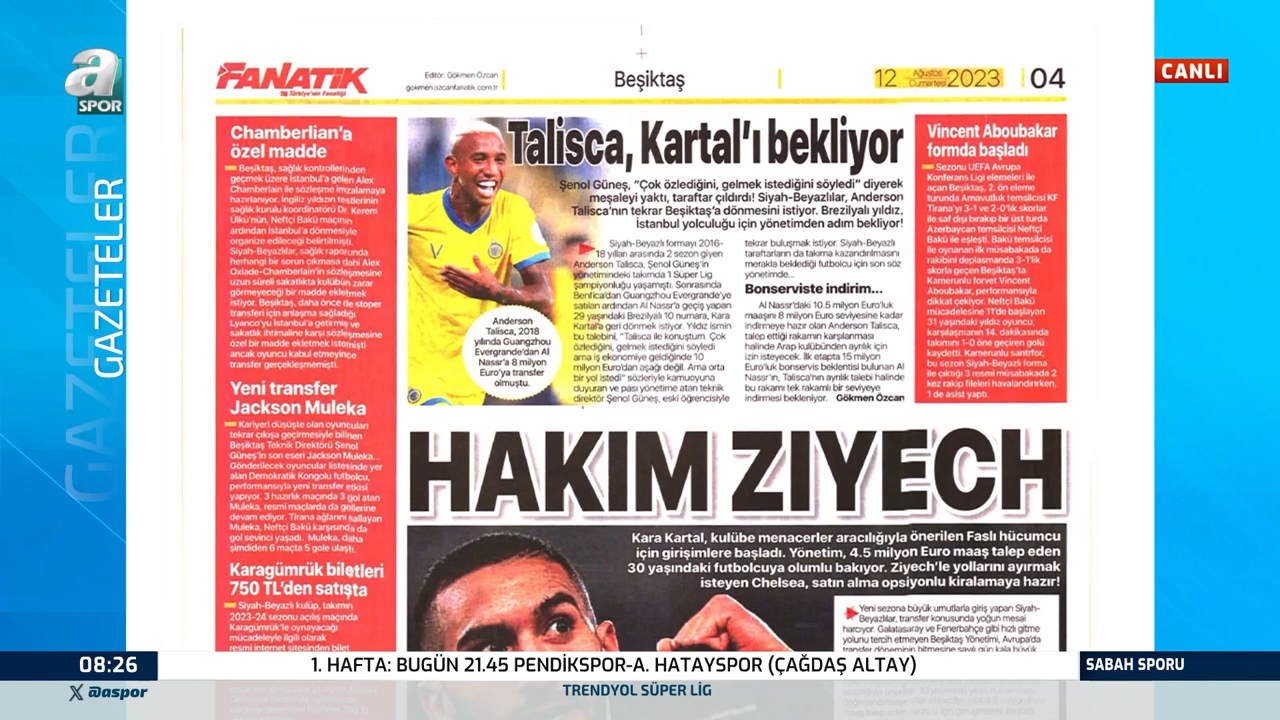 a
SPOR
GAZETELER
GAZETELER
CANLI
FANATİK
Türkiye'nin Fanatiği
Editör: Gökmen Özcan
gokmen.ozcanfanatik.com.tr
Beşiktaş
12 Ağustos Cumartesi 2023
04
Chamberlian'a
özel madde
Beşiktaş, sağlık kontrollerinden
geçmek üzere İstanbul'a gelen Alex
Chamberlain ile sözleşme imzalamaya
hazırlanıyor. İngiliz yıldızın testlerinin
sağlık kurulu koordinatörü Dr. Kerem
Ülkü'nün, Neftçi Bakü maçının
ardından İstanbul'a dönmesiyle
organize edileceği belirtilmişti.
Siyah-Beyazlılar, sağlık raporunda
herhangi bir sorun çıkmasa dahi Alex
Oxlade-Chamberlain'in sözleşmesine
uzun süreli sakatlıkta kulübün zarar
görmeyeceği bir madde ekletmek
istiyor. Beşiktaş, daha önce de stoper
transferi için anlaşma sağladığı
Lyanco'yu İstanbul'a getirmiş ve
sakatlık ihtimaline karşı sözleşmesine
özel bir madde ekletmek istemişti
ancak oyuncu kabul etmeyince
transfer gerçekleşmemişti.
Yeni transfer
Jackson Muleka
Kariyeri düşüşte olan oyuncuları
tekrar çıkışa geçirmesiyle bilinen
Beşiktaş Teknik Direktörü Şenol
Güneş'in son eseri Jackson Muleka...
Gönderilecek oyuncular listesinde yer
alan Demokratik Kongolu futbolcu,
performansıyla yeni transfer etkisi
yapıyor. 3 hazırlık maçında 3 gol atan
Muleka, resmi maçlarda da gollerine
devam ediyor. Tirana ağlarını sallayan
Muleka, Neftçi Bakü karşısında da
gol sevinci yaşadı. Muleka, daha
şimdiden 6 maçta 5 gole ulaştı.
Karagümrük biletleri
750 TL'den satışta
Siyah-Beyazlı kulüp, takımın
2023-24 sezonu açılış maçında
Karagümrük'le oynayacağı
mücadeleyle ilgili olarak
resmi internet sitesinden bilet
Talisca, Kartal'ı bekliyor
Şenol Güneş, "Çok özlediğini, gelmek istediğini söyledi" diyerek
meşaleyi yaktı, taraftar çıldırdı! Siyah-Beyazlılar, Anderson
Talisca'nın tekrar Beşiktaş'a dönmesini istiyor. Brezilyalı yıldız,
İstanbul yolculuğu için yönetimden adım bekliyor!
Anderson
Talisca, 2018
yılında Guangzhou
Evergrande'dan Al
Nassr'a 8 milyon
Euro'ya transfer
olmuştu.
Siyah-Beyazlı formayı 2016-
18 yılları arasında 2 sezon giyen
Anderson Talisca, Şenol Güneş'in
yönetimindeki takımda 1 Süper Lig
şampiyonluğu yaşamıştı. Sonrasında
Benfica'dan Guangzhou Evergrande'ye
satılan ardından Al Nassr'a geçiş yapan
29 yaşındaki Brezilyalı 10 numara, Kara
Kartal'a geri dönmek istiyor. Yıldız ismin
bu talebini, "Talisca ile konuştum. Çok
özlediğini, gelmek istediğini söyledi
ama iş ekonomiye geldiğinde 10
milyon Euro'dan aşağı değil. Ama orta
bir yol istedi" sözleriyle kamuoyuna
duyuran ve pası yönetime atan teknik
direktör Şenol Güneş, eski öğrencisiyle
tekrar buluşmak istiyor. Siyah-Beyazlı
taraftarların da takıma kazandırılmasını
merakla beklediği futbolcu için son söz
yönetimde...
Bonserviste indirim...
Al Nassr'daki 10.5 milyon Euro'luk
maaşını 8 milyon Euro seviyesine kadar
indirmeye hazır olan Anderson Talisca,
talep ettiği rakamın karşılanması
halinde Arap kulübünden ayrılık için
izin isteyecek. İlk etapta 15 milyon
Euro'luk bonservis beklentisi bulunan Al
Nassr'ın, Talisca'nın ayrılık talebi halinde
bu rakamı tek rakamlı bir seviyeye
indirmesi bekleniyor. Gökmen Özcan
Vincent Aboubakar
formda başladı
Sezonu UEFA Avrupa
Konferans Ligi elemeleri ile
açan Beşiktaş, 2. ön eleme
turunda Arnavutluk temsilcisi KF
Tirana'yı 3-1 ve 2-0'lık skorlar
ile saf dışı bırakıp bir üst turda
Azerbaycan temsilcisi Neftçi
Bakü ile eşleşti. Bakü temsilcisi
ile oynanan ilk müsabakada da
rakibini deplasmanda 3-1'lik
skorla geçen Beşiktaş'ta
Kamerunlu forvet Vincent
Aboubakar, performansıyla
dikkat çekiyor. Neftçi Bakü
mücadelesine 11'de başlayan
31 yaşındaki yıldız oyuncu,
karşılaşmanın 14. dakikasında
takımını 1-0 öne geçiren golü
kaydetti. Kamerunlu santrfor,
bu sezon Siyah-Beyazlı forma
ile çıktığı 3 resmi müsabakada 2
kez rakip fileleri havalandırırken,
1 de asist yaptı.
HAKIM ZIYECH
Kara Kartal, kulübe menacerler aracılığıyla önerilen Faslı hücumcu
için girişimlere başladı. Yönetim, 4.5 milyon Euro maaş talep eden
30 yaşındaki futbolcuya olumlu bakıyor. Ziyech'le yollarını ayırmak
isteyen Chelsea, satın alma opsiyonlu kiralamaya hazır!
Yeni sezona büyük umutlarla giriş yapan Siyah-
Beyazlılar, transfer konusunda yoğun mesai
harcıyor. Galatasaray ve Fenerbahçe gibi hızlı gitme
yolunu tercih etmeyen Beşiktaş Yönetimi, Avrupa'da
transfer döneminin bitmesine sayılı gün kala büyük
08:26
1. HAFTA: BUGÜN 21.45 PENDİKSPOR-A. HATAYSPOR (ÇAĞDAŞ ALTAY)
SABAH SPORU
X @aspor
TRENDYOL SÜPER LİG